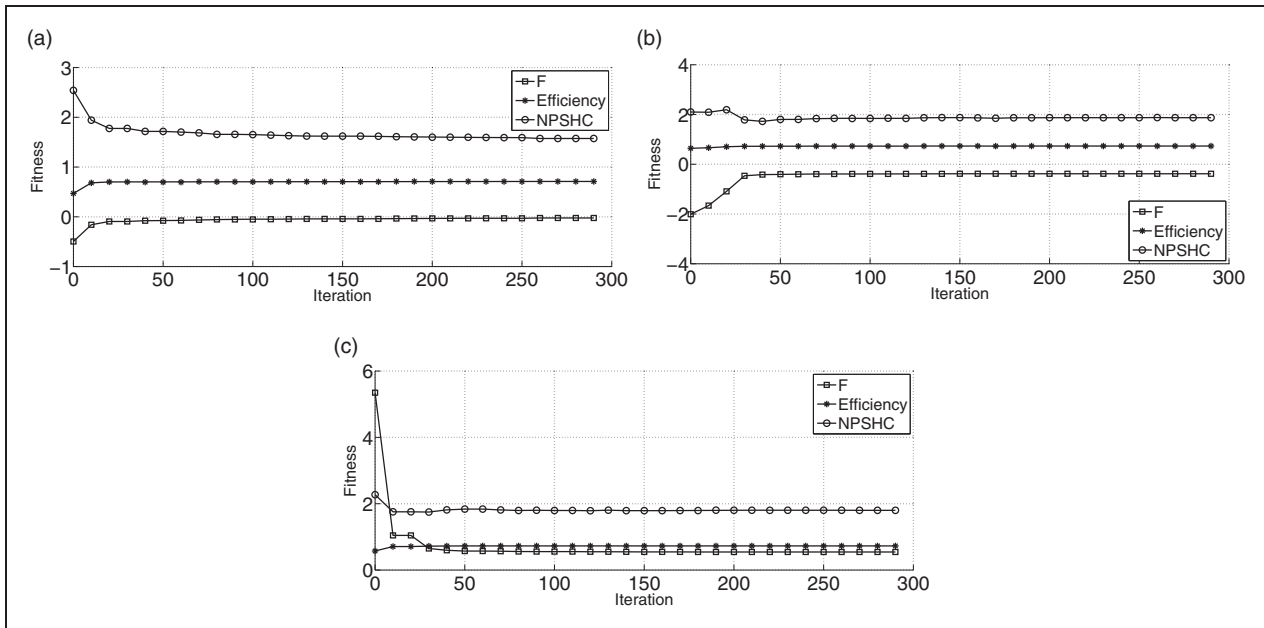 (a)
3
2
1
0
−1
Fitness
0 50 100 150 200 250 300
Iteration
F
Efficiency
NPSHC
(b)
4
2
0
−2
−4
Fitness
0 50 100 150 200 250 300
Iteration
F
Efficiency
NPSHC
(c)
6
4
2
0
Fitness
0 50 100 150 200 250 300
Iteration
F
Efficiency
NPSHC